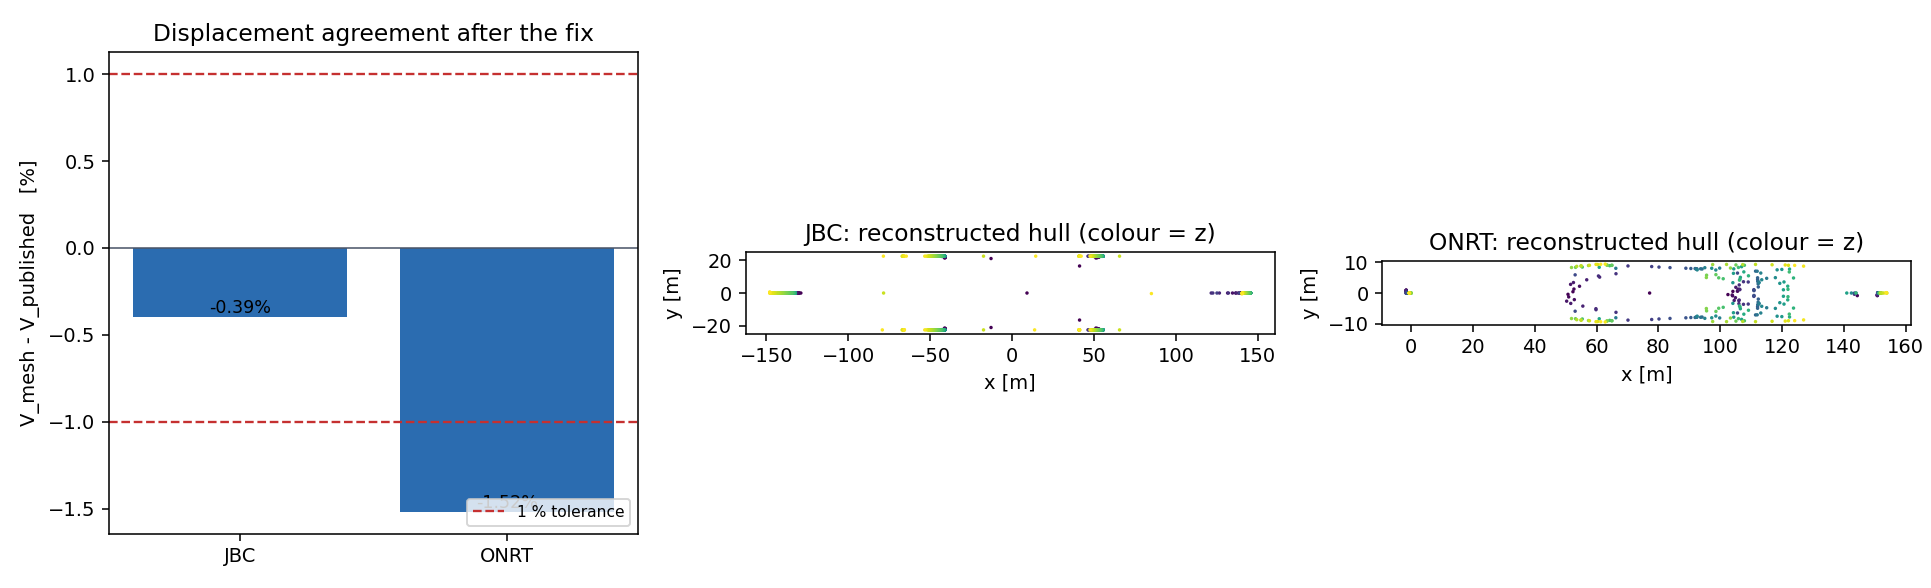 Displacement agreement after the fix
V_mesh - V_published [%]
1.0
0.5
0.0
−0.5
−1.0
−1.5
-0.39%
-1.52%
1 % tolerance
JBC
ONRT
JBC: reconstructed hull (colour = z)
y [m]
20
0
−20
−150
−100
−50
0
50
100
150
x [m]
ONRT: reconstructed hull (colour = z)
y [m]
10
0
−10
0
20
40
60
80
100
120
140
160
x [m]